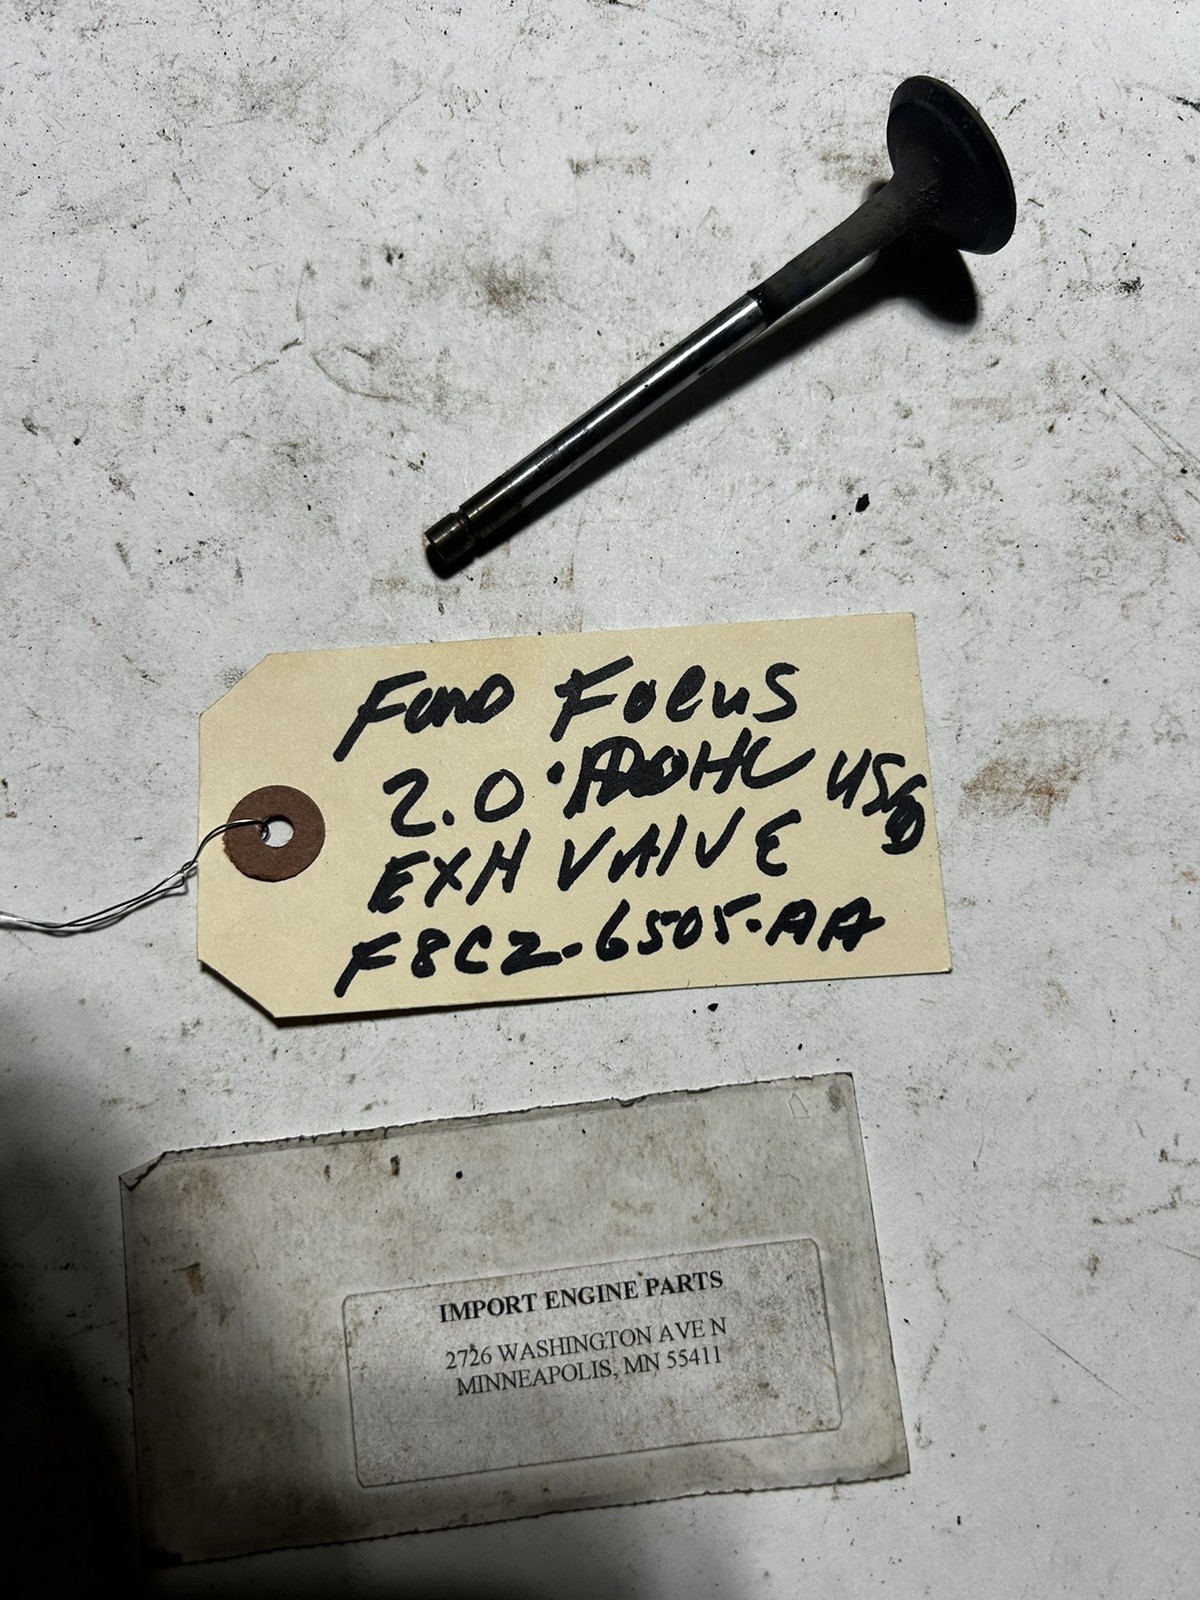 FORD FOCUS
2.0 DOHC USED
EXH VALVE
F8CZ-6505-AA
IMPORT ENGINE PARTS
2726 WASHINGTON AVE N
MINNEAPOLIS, MN 55411